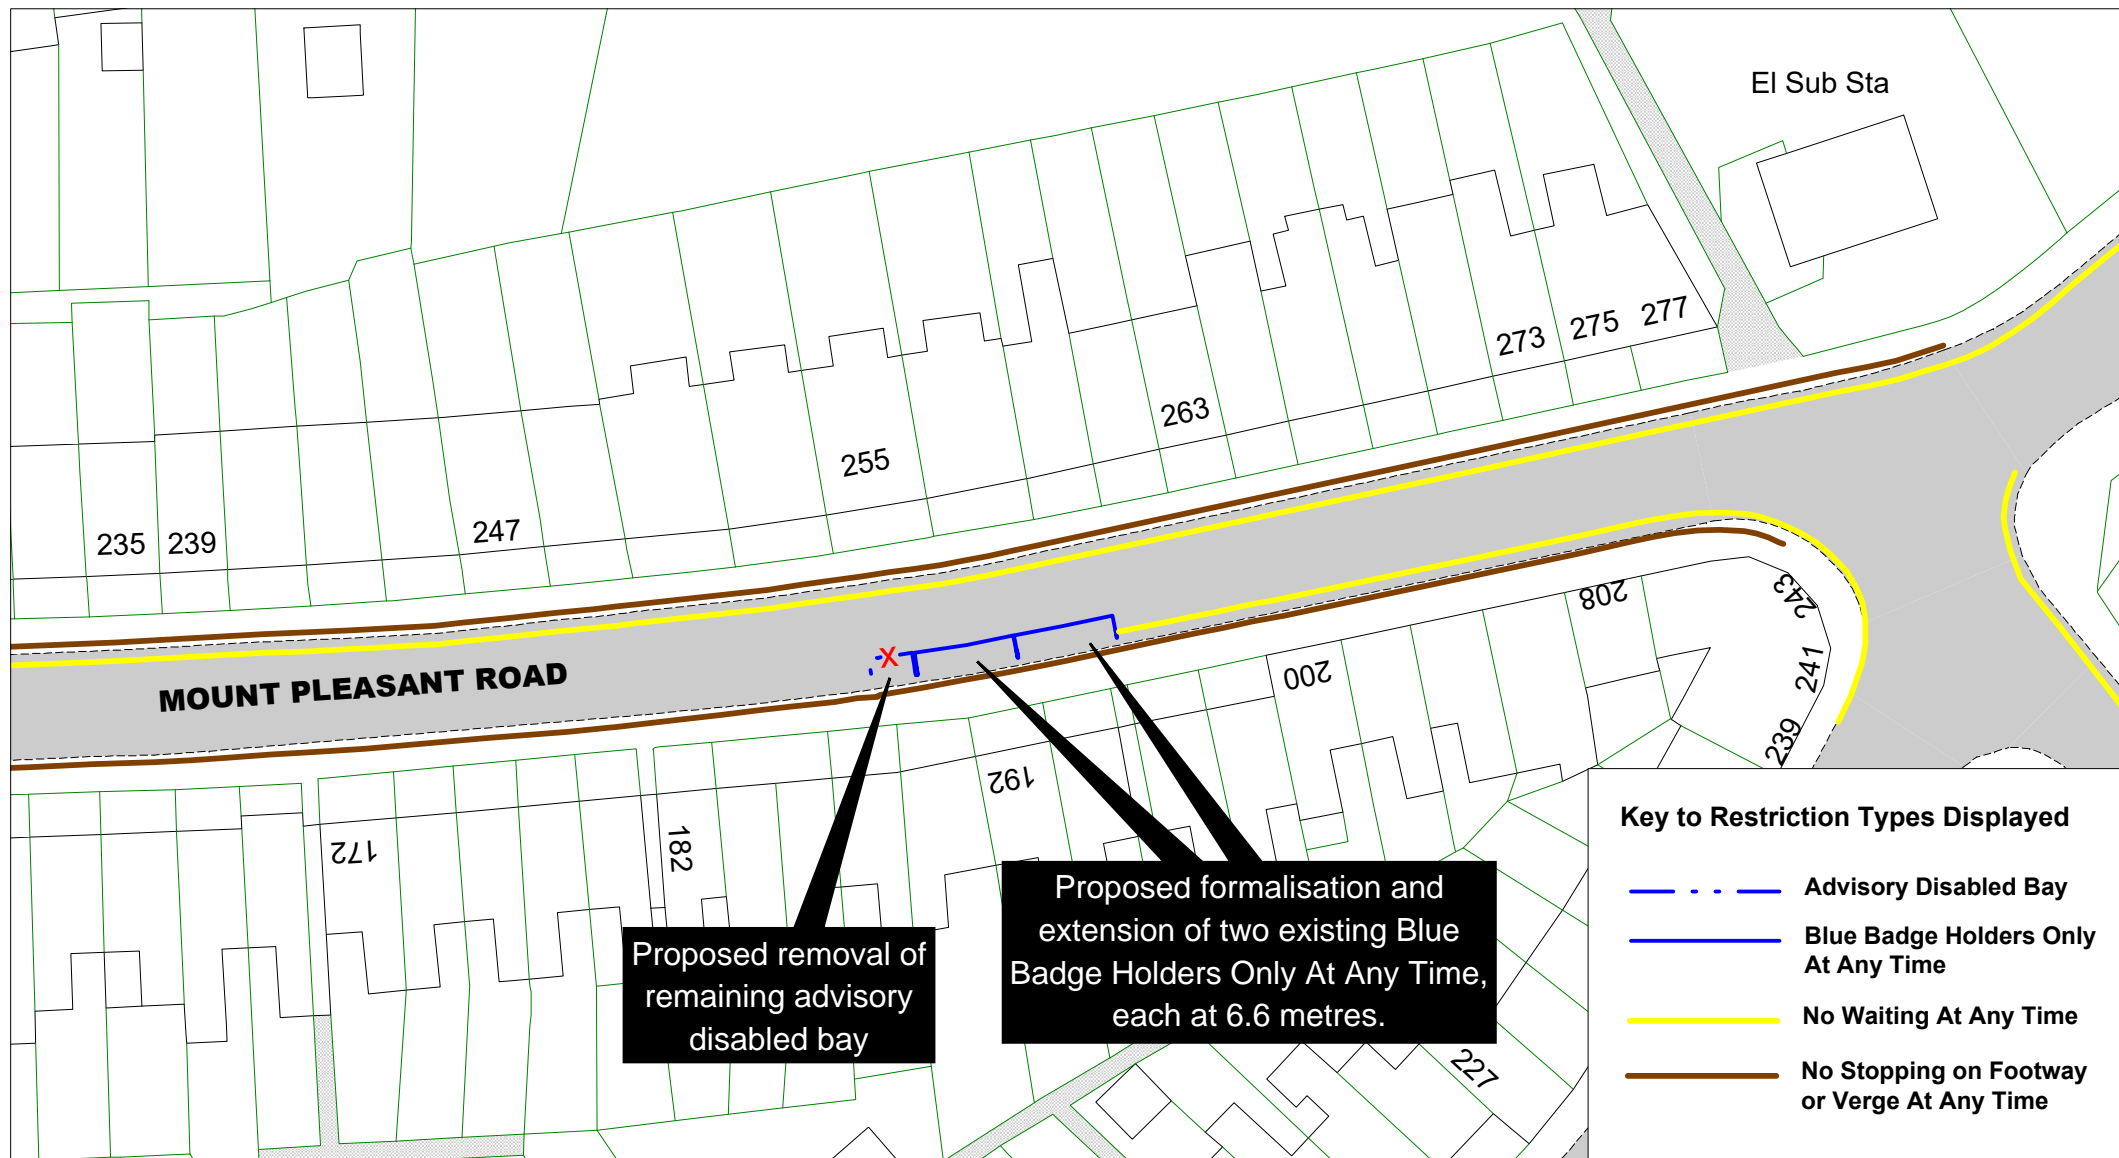 El Sub Sta
273 275 277
263
255
247
235 239
MOUNT PLEASANT ROAD
X
208
243
241
239
200
192
182
172
227
Proposed removal of
remaining advisory
disabled bay
Proposed formalisation and
extension of two existing Blue
Badge Holders Only At Any Time,
each at 6.6 metres.
Key to Restriction Types Displayed
Advisory Disabled Bay
Blue Badge Holders Only
At Any Time
No Waiting At Any Time
No Stopping on Footway
or Verge At Any Time